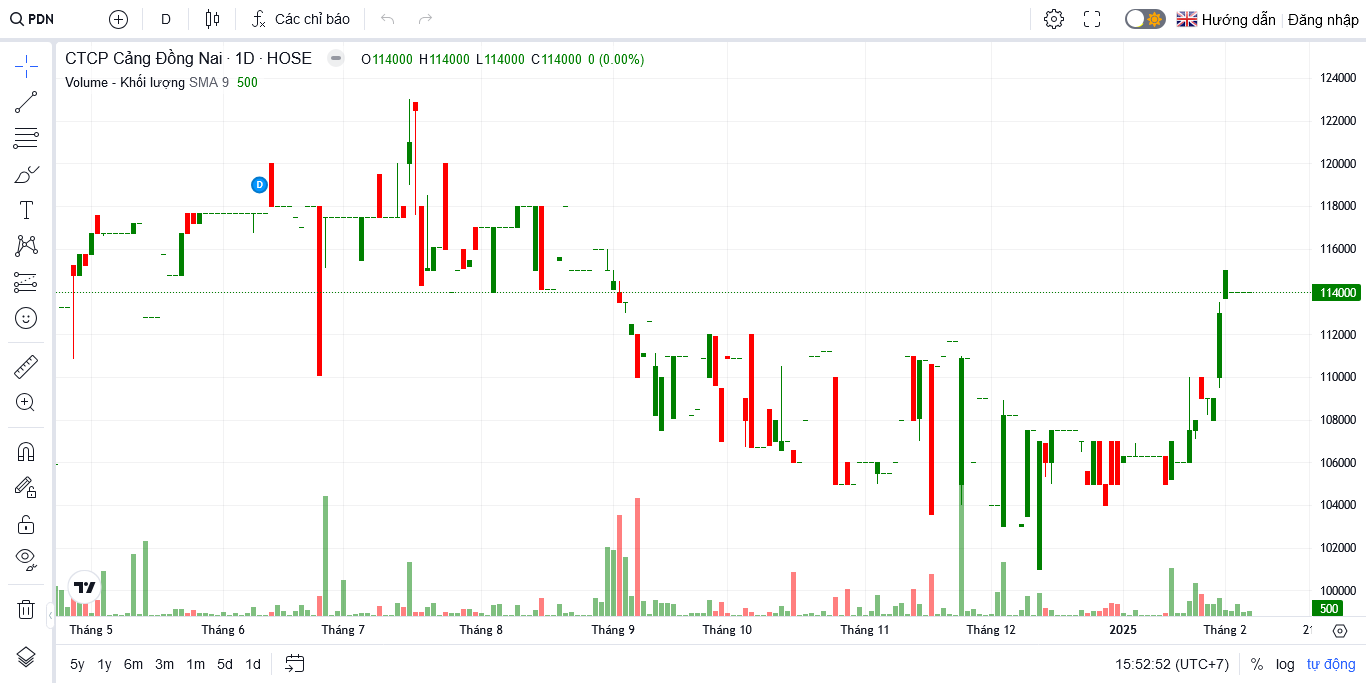 PDN D Các chỉ báo Hướng dẫn Đăng nhập
CTCP Cảng Đồng Nai · 1D · HOSE O114000 H114000 L114000 C114000 0 (0.00%)
Volume - Khối lượng SMA 9 500
124000
122000
120000
D
118000
116000
114000
112000
110000
108000
106000
104000
102000
100000
500
Tháng 5 Tháng 6 Tháng 7 Tháng 8 Tháng 9 Tháng 10 Tháng 11 Tháng 12 2025 Tháng 2 21
5y 1y 6m 3m 1m 5d 1d 15:52:52 (UTC+7) % log tự động